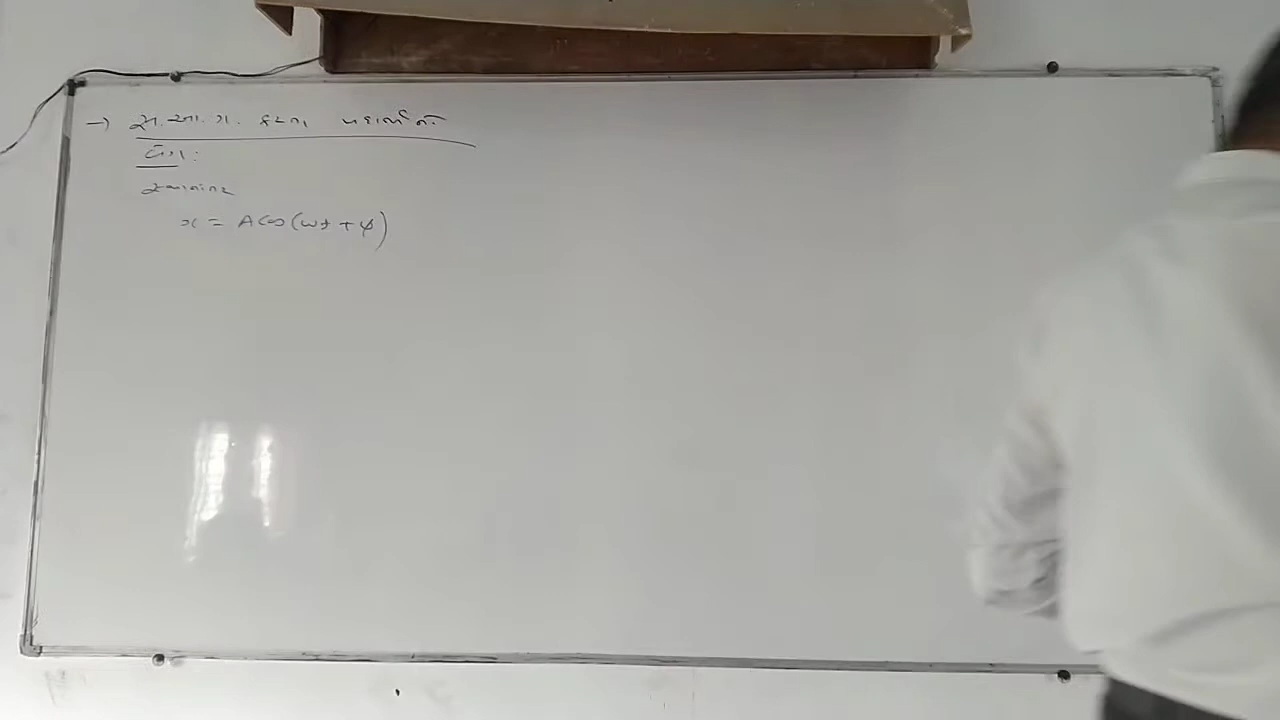 → સ.આ.ગ. કરતા પદાર્થનો
વેગ:
સ્થાનાંતર
x = A cos(ωt + φ)